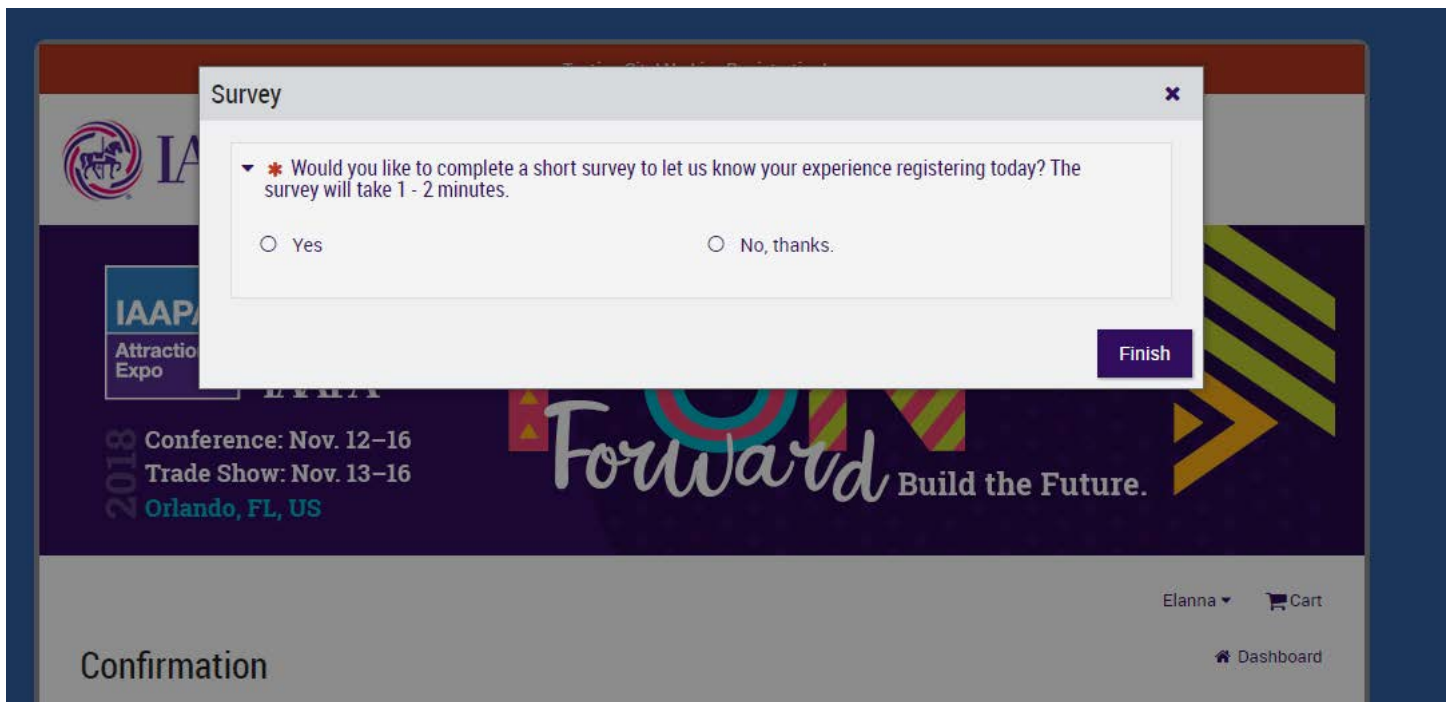 Survey
* Would you like to complete a short survey to let us know your experience registering today? The
survey will take 1 - 2 minutes.
Yes
No, thanks.
Finish
IAAPA
Expo
2018
Conference: Nov. 12–16
Trade Show: Nov. 13–16
Orlando, FL, US
Forward Build the Future.
Elanna
Cart
Confirmation
Dashboard